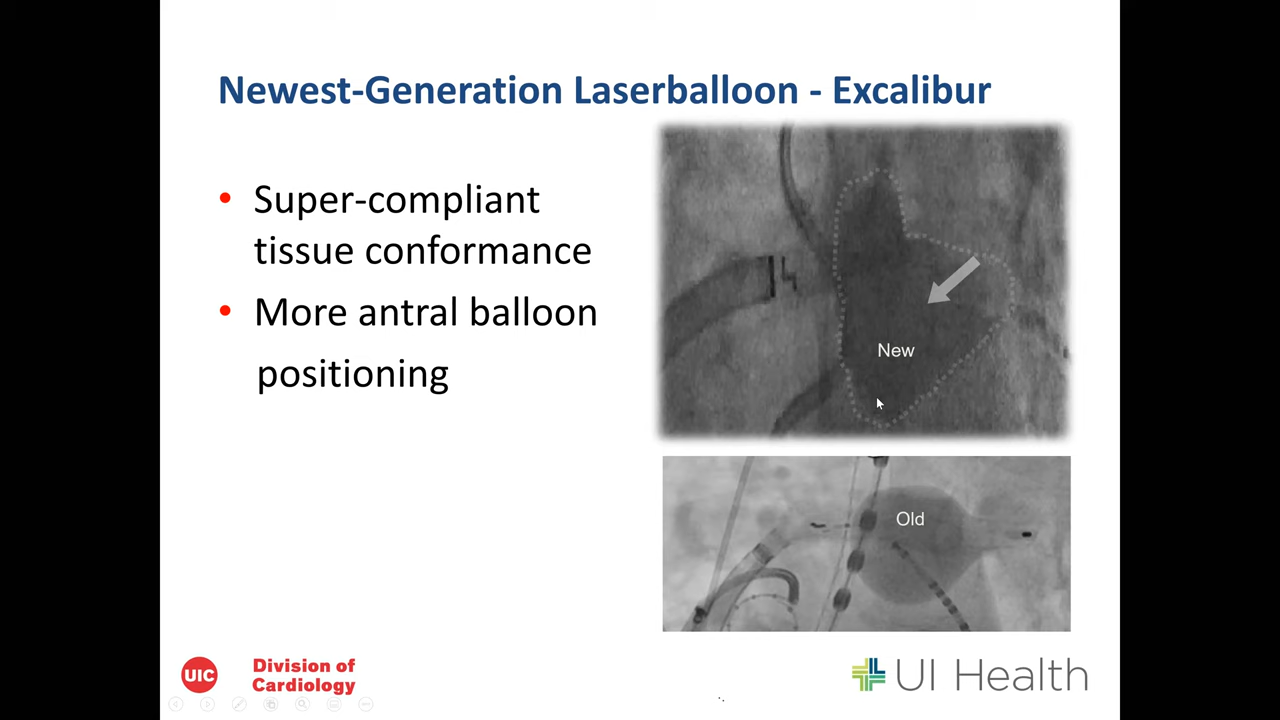 Newest-Generation Laserballoon - Excalibur
• Super-compliant
tissue conformance
• More antral balloon
positioning
New
Old
UIC
Division of
Cardiology
UI Health